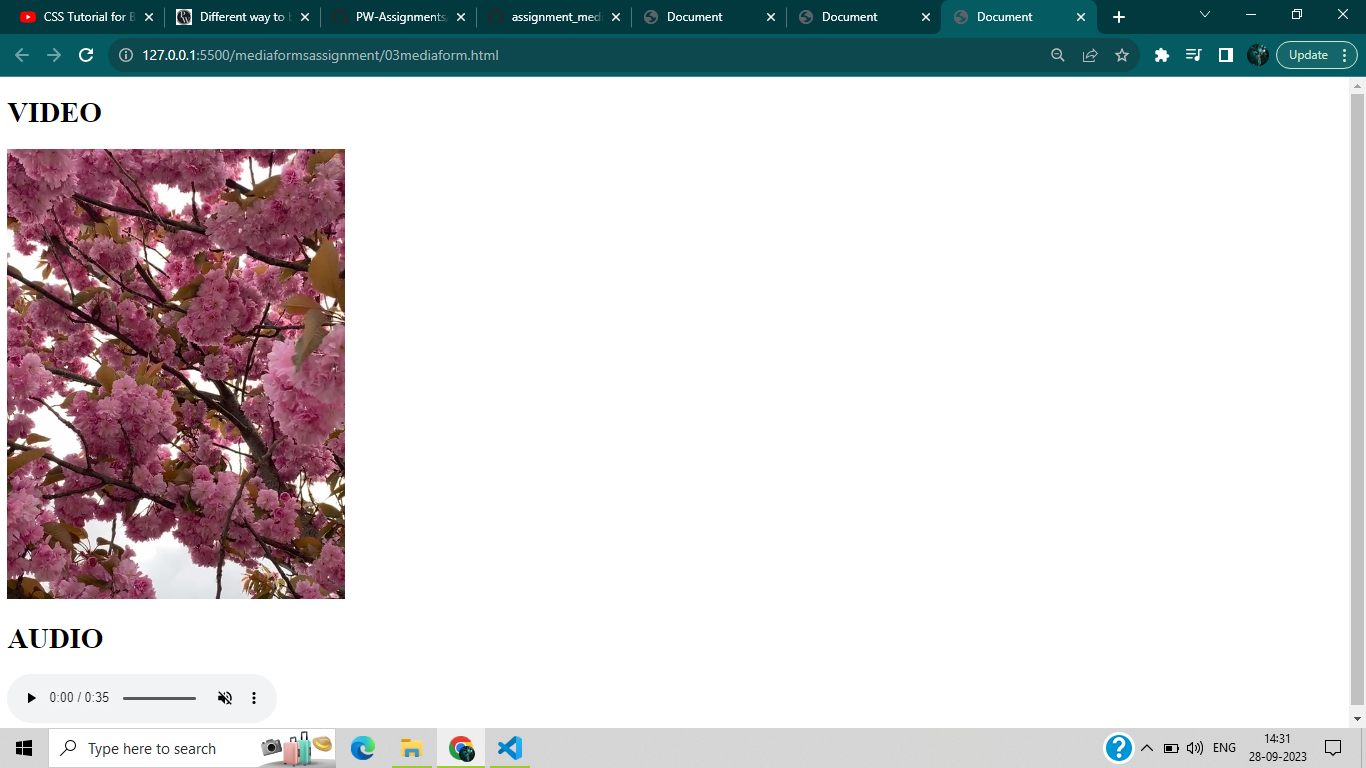 CSS Tutorial for B
Different way to b
PW-Assignments
assignment_med
Document
Document
Document
127.0.0.1:5500/mediaformsassignment/03mediaform.html
Update
VIDEO
AUDIO
0:00 / 0:35
Type here to search
?
ENG
14:31
28-09-2023